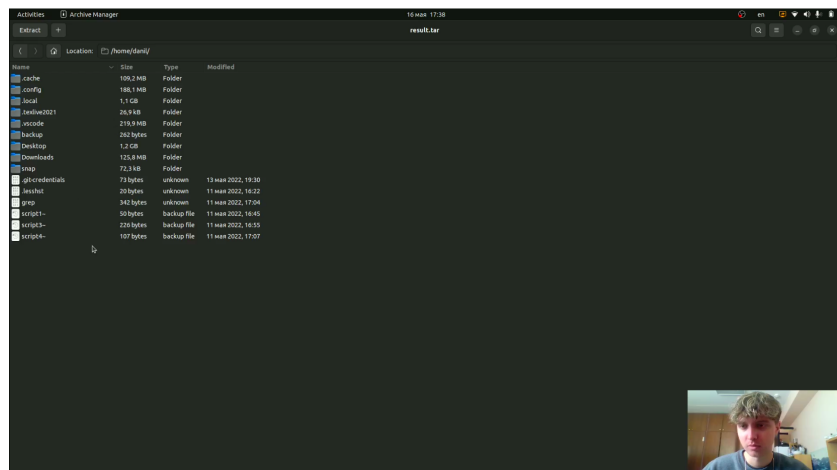 Activities Archive Manager 16 мая 17:38 en
Extract + result.tar
Location: /home/danil/
Name Size Type Modified
.cache 109,2 MB Folder
.config 188,1 MB Folder
.local 1,1 GB Folder
.texlive2021 26,9 kB Folder
.vscode 219,9 MB Folder
backup 262 bytes Folder
Desktop 1,2 GB Folder
Downloads 125,8 MB Folder
snap 72,3 kB Folder
.git-credentials 73 bytes unknown 13 мая 2022, 19:30
.lesshst 20 bytes unknown 11 мая 2022, 16:22
grep 342 bytes unknown 11 мая 2022, 17:04
script1~ 50 bytes backup file 11 мая 2022, 16:45
script3~ 226 bytes backup file 11 мая 2022, 16:55
script4~ 107 bytes backup file 11 мая 2022, 17:07